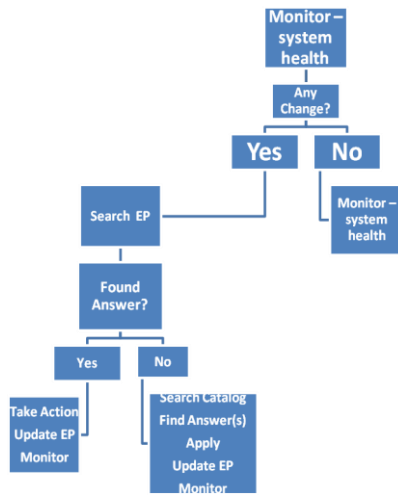 Monitor –
system
health
Any
Change?
Yes
No
Search EP
Monitor –
system
health
Found
Answer?
Yes
No
Take Action
Update EP
Monitor
Search Catalog
Find Answer(s)
Apply
Update EP
Monitor